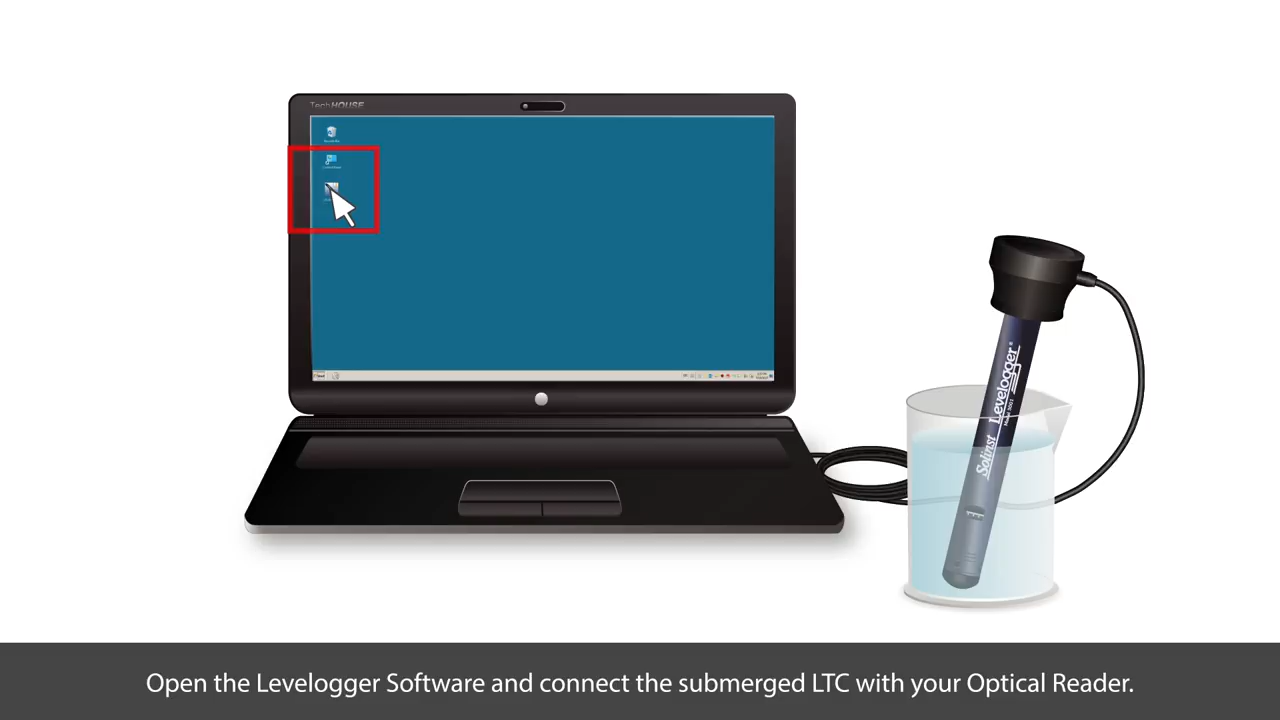 TechHOUSE
Solinst Levelogger®
Open the Levelogger Software and connect the submerged LTC with your Optical Reader.